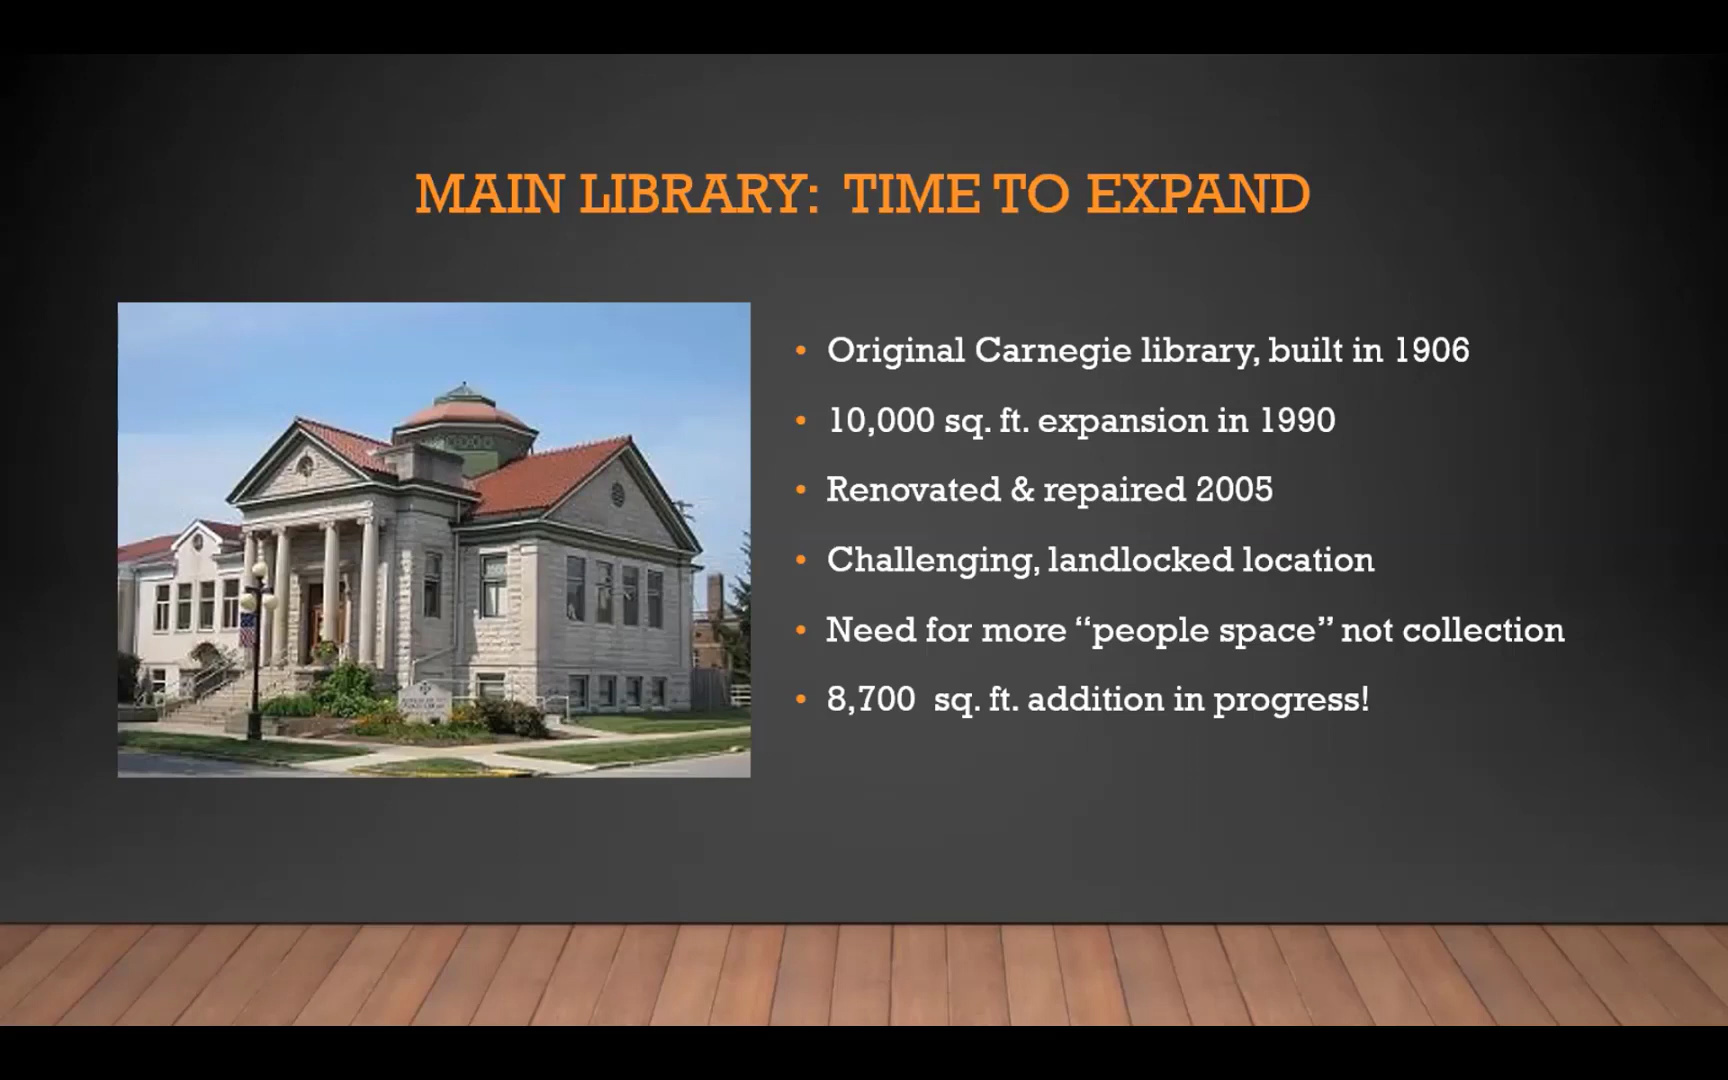 MAIN LIBRARY: TIME TO EXPAND
• Original Carnegie library, built in 1906
• 10,000 sq. ft. expansion in 1990
• Renovated & repaired 2005
• Challenging, landlocked location
• Need for more “people space” not collection
• 8,700 sq. ft. addition in progress!